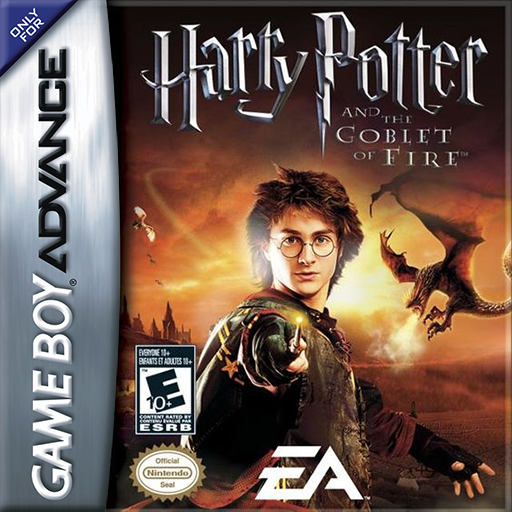 ONLY
FOR
GAME BOY ADVANCE
Harry Potter
AND THE
GOBLET
OF FIRE™
EVERYONE 10+
ENFANTS ET ADULTES 10+
E
10+
CONTENT RATED BY
CONTENU ÉVALUÉ PAR
ESRB
Official
Nintendo
Seal
EA